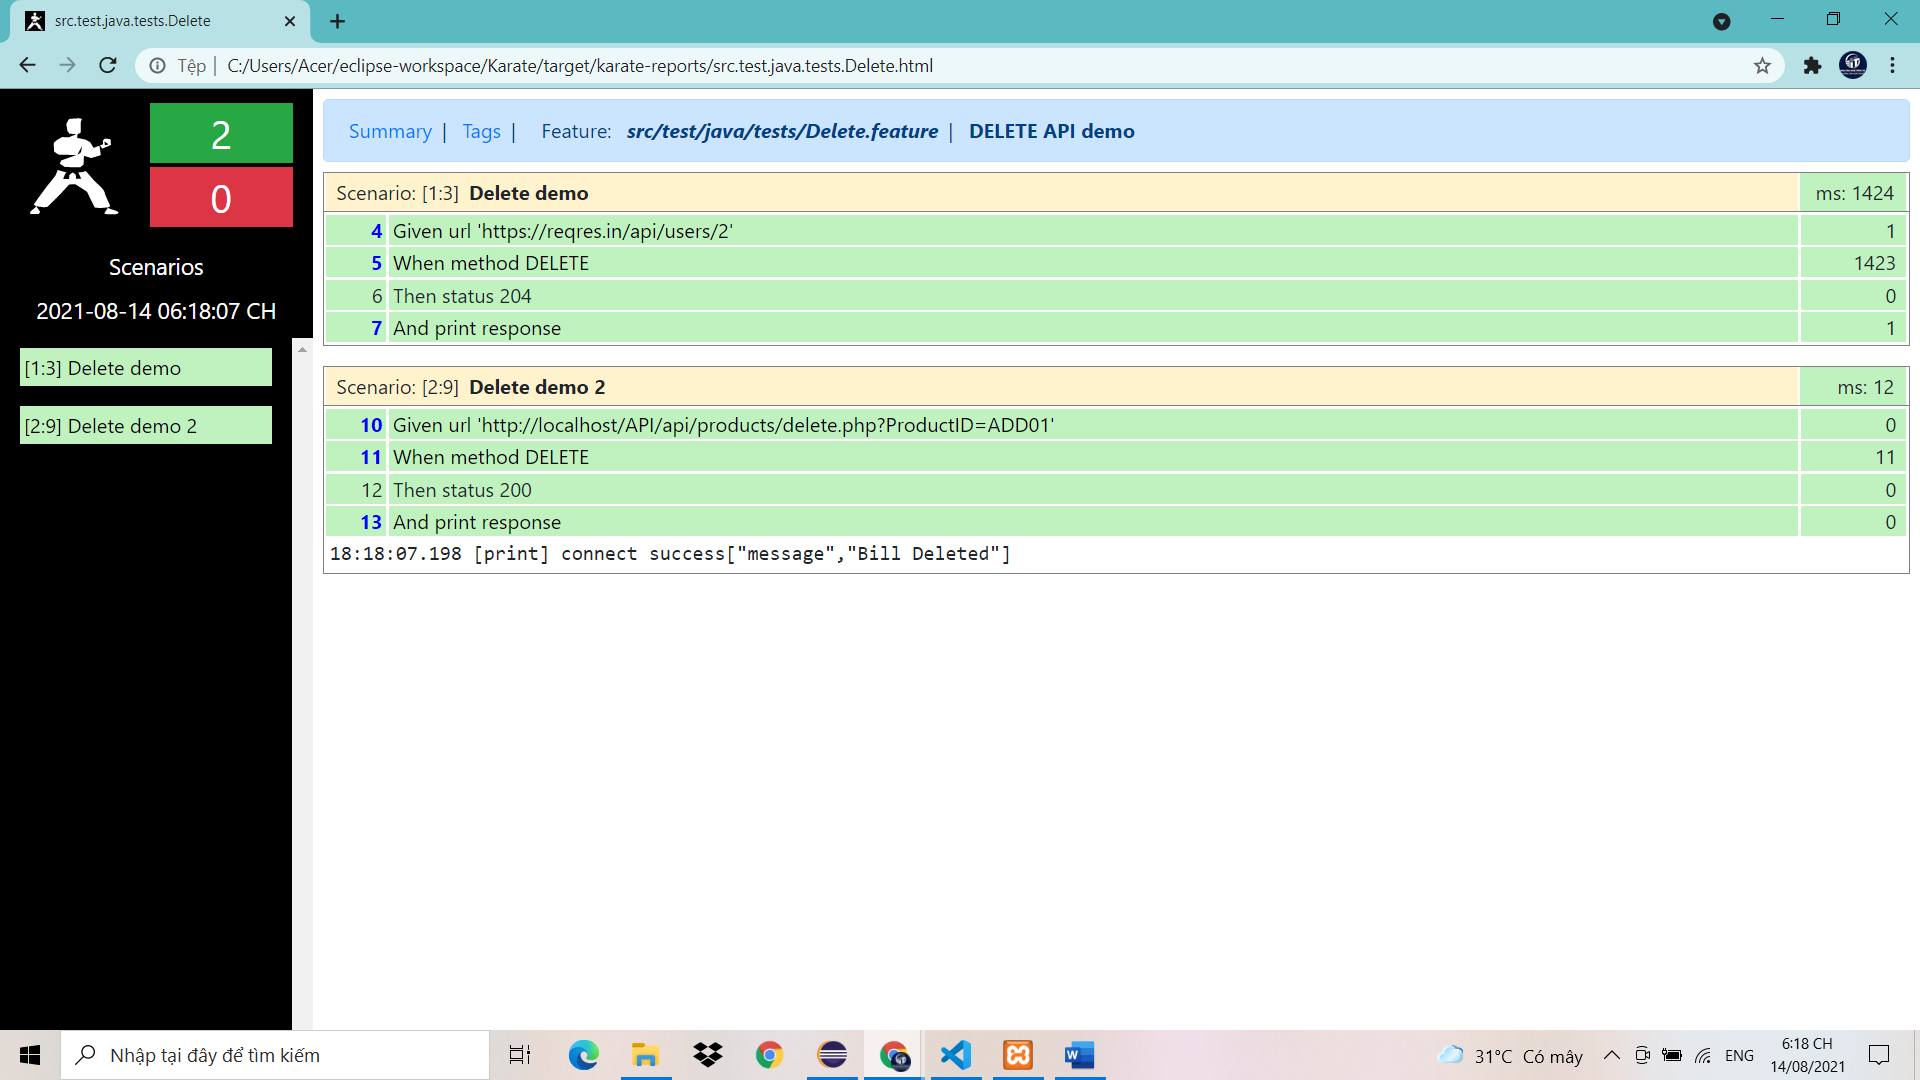 src.test.java.tests.Delete
Tệp | C:/Users/Acer/eclipse-workspace/Karate/target/karate-reports/src.test.java.tests.Delete.html
2
0
Scenarios
2021-08-14 06:18:07 CH
[1:3] Delete demo
[2:9] Delete demo 2
Summary | Tags | Feature: src/test/java/tests/Delete.feature | DELETE API demo
Scenario: [1:3] Delete demo ms: 1424
4 Given url 'https://reqres.in/api/users/2' 1
5 When method DELETE 1423
6 Then status 204 0
7 And print response 1
Scenario: [2:9] Delete demo 2 ms: 12
10 Given url 'http://localhost/API/api/products/delete.php?ProductID=ADD01' 0
11 When method DELETE 11
12 Then status 200 0
13 And print response 0
18:18:07.198 [print] connect success["message","Bill Deleted"]
Nhập tại đây để tìm kiếm
31°C Có mây
ENG
6:18 CH
14/08/2021